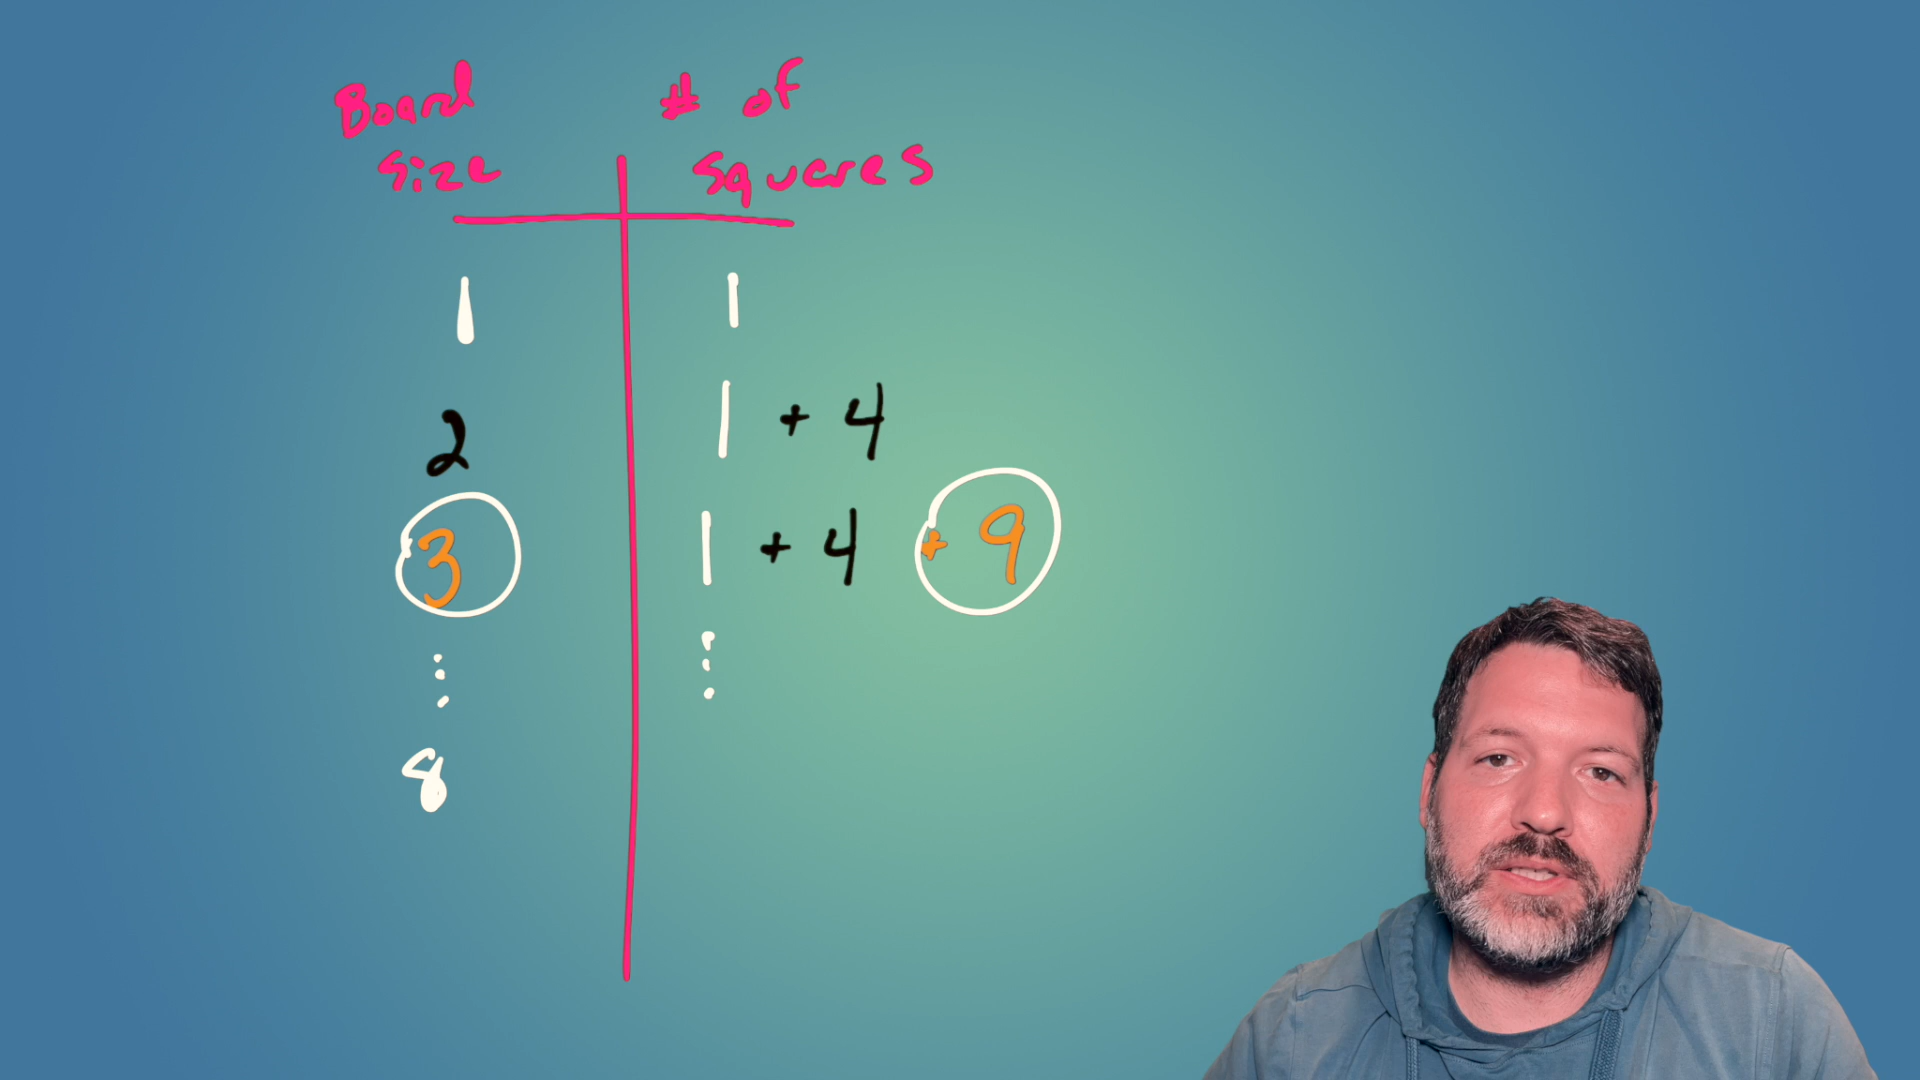 Board # of
Size Squares
1 1
2 1 + 4
3 1 + 4 + 9
⋮ ⋮
8